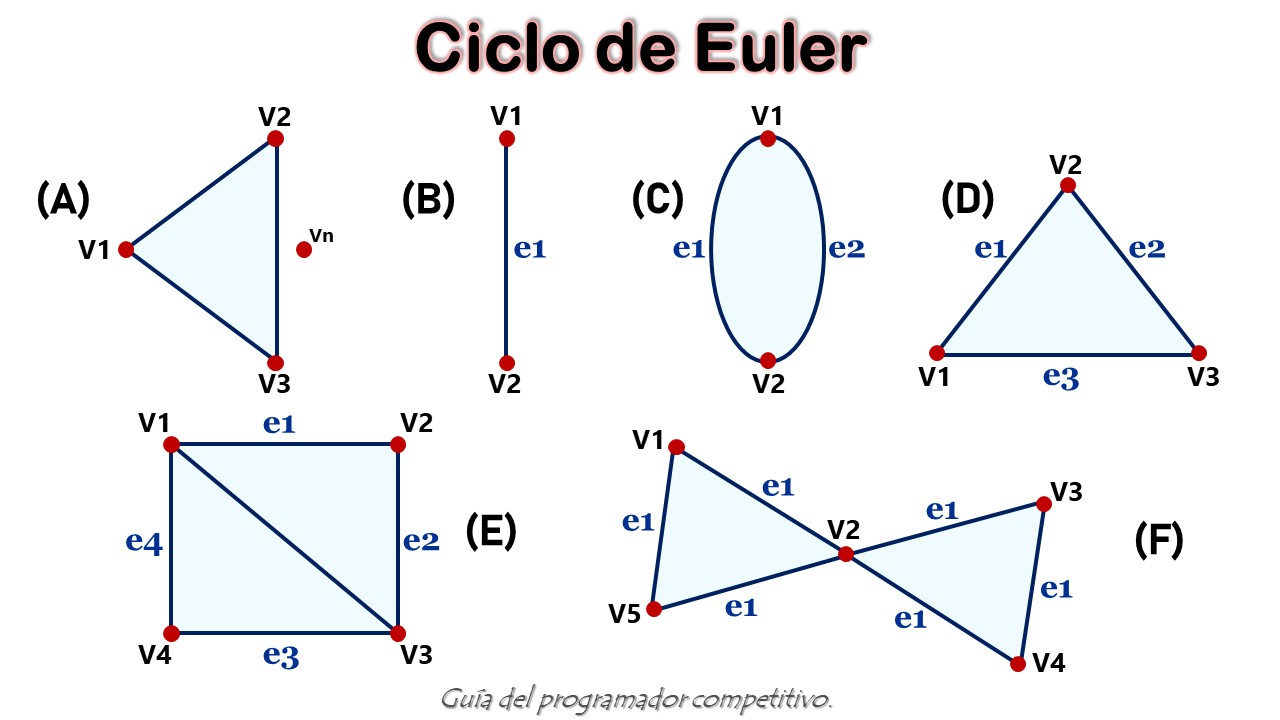 Ciclo de Euler
(A)
V2
V1
Vn
V3
(B)
V1
e1
V2
(C)
V1
e1
e2
V2
(D)
V2
e1
e2
V1
e3
V3
V1
e1
V2
e4
e2
(E)
V4
e3
V3
V1
e1
e1
V2
e1
V3
V5
e1
e1
e1
V4
(F)
Guía del programador competitivo.